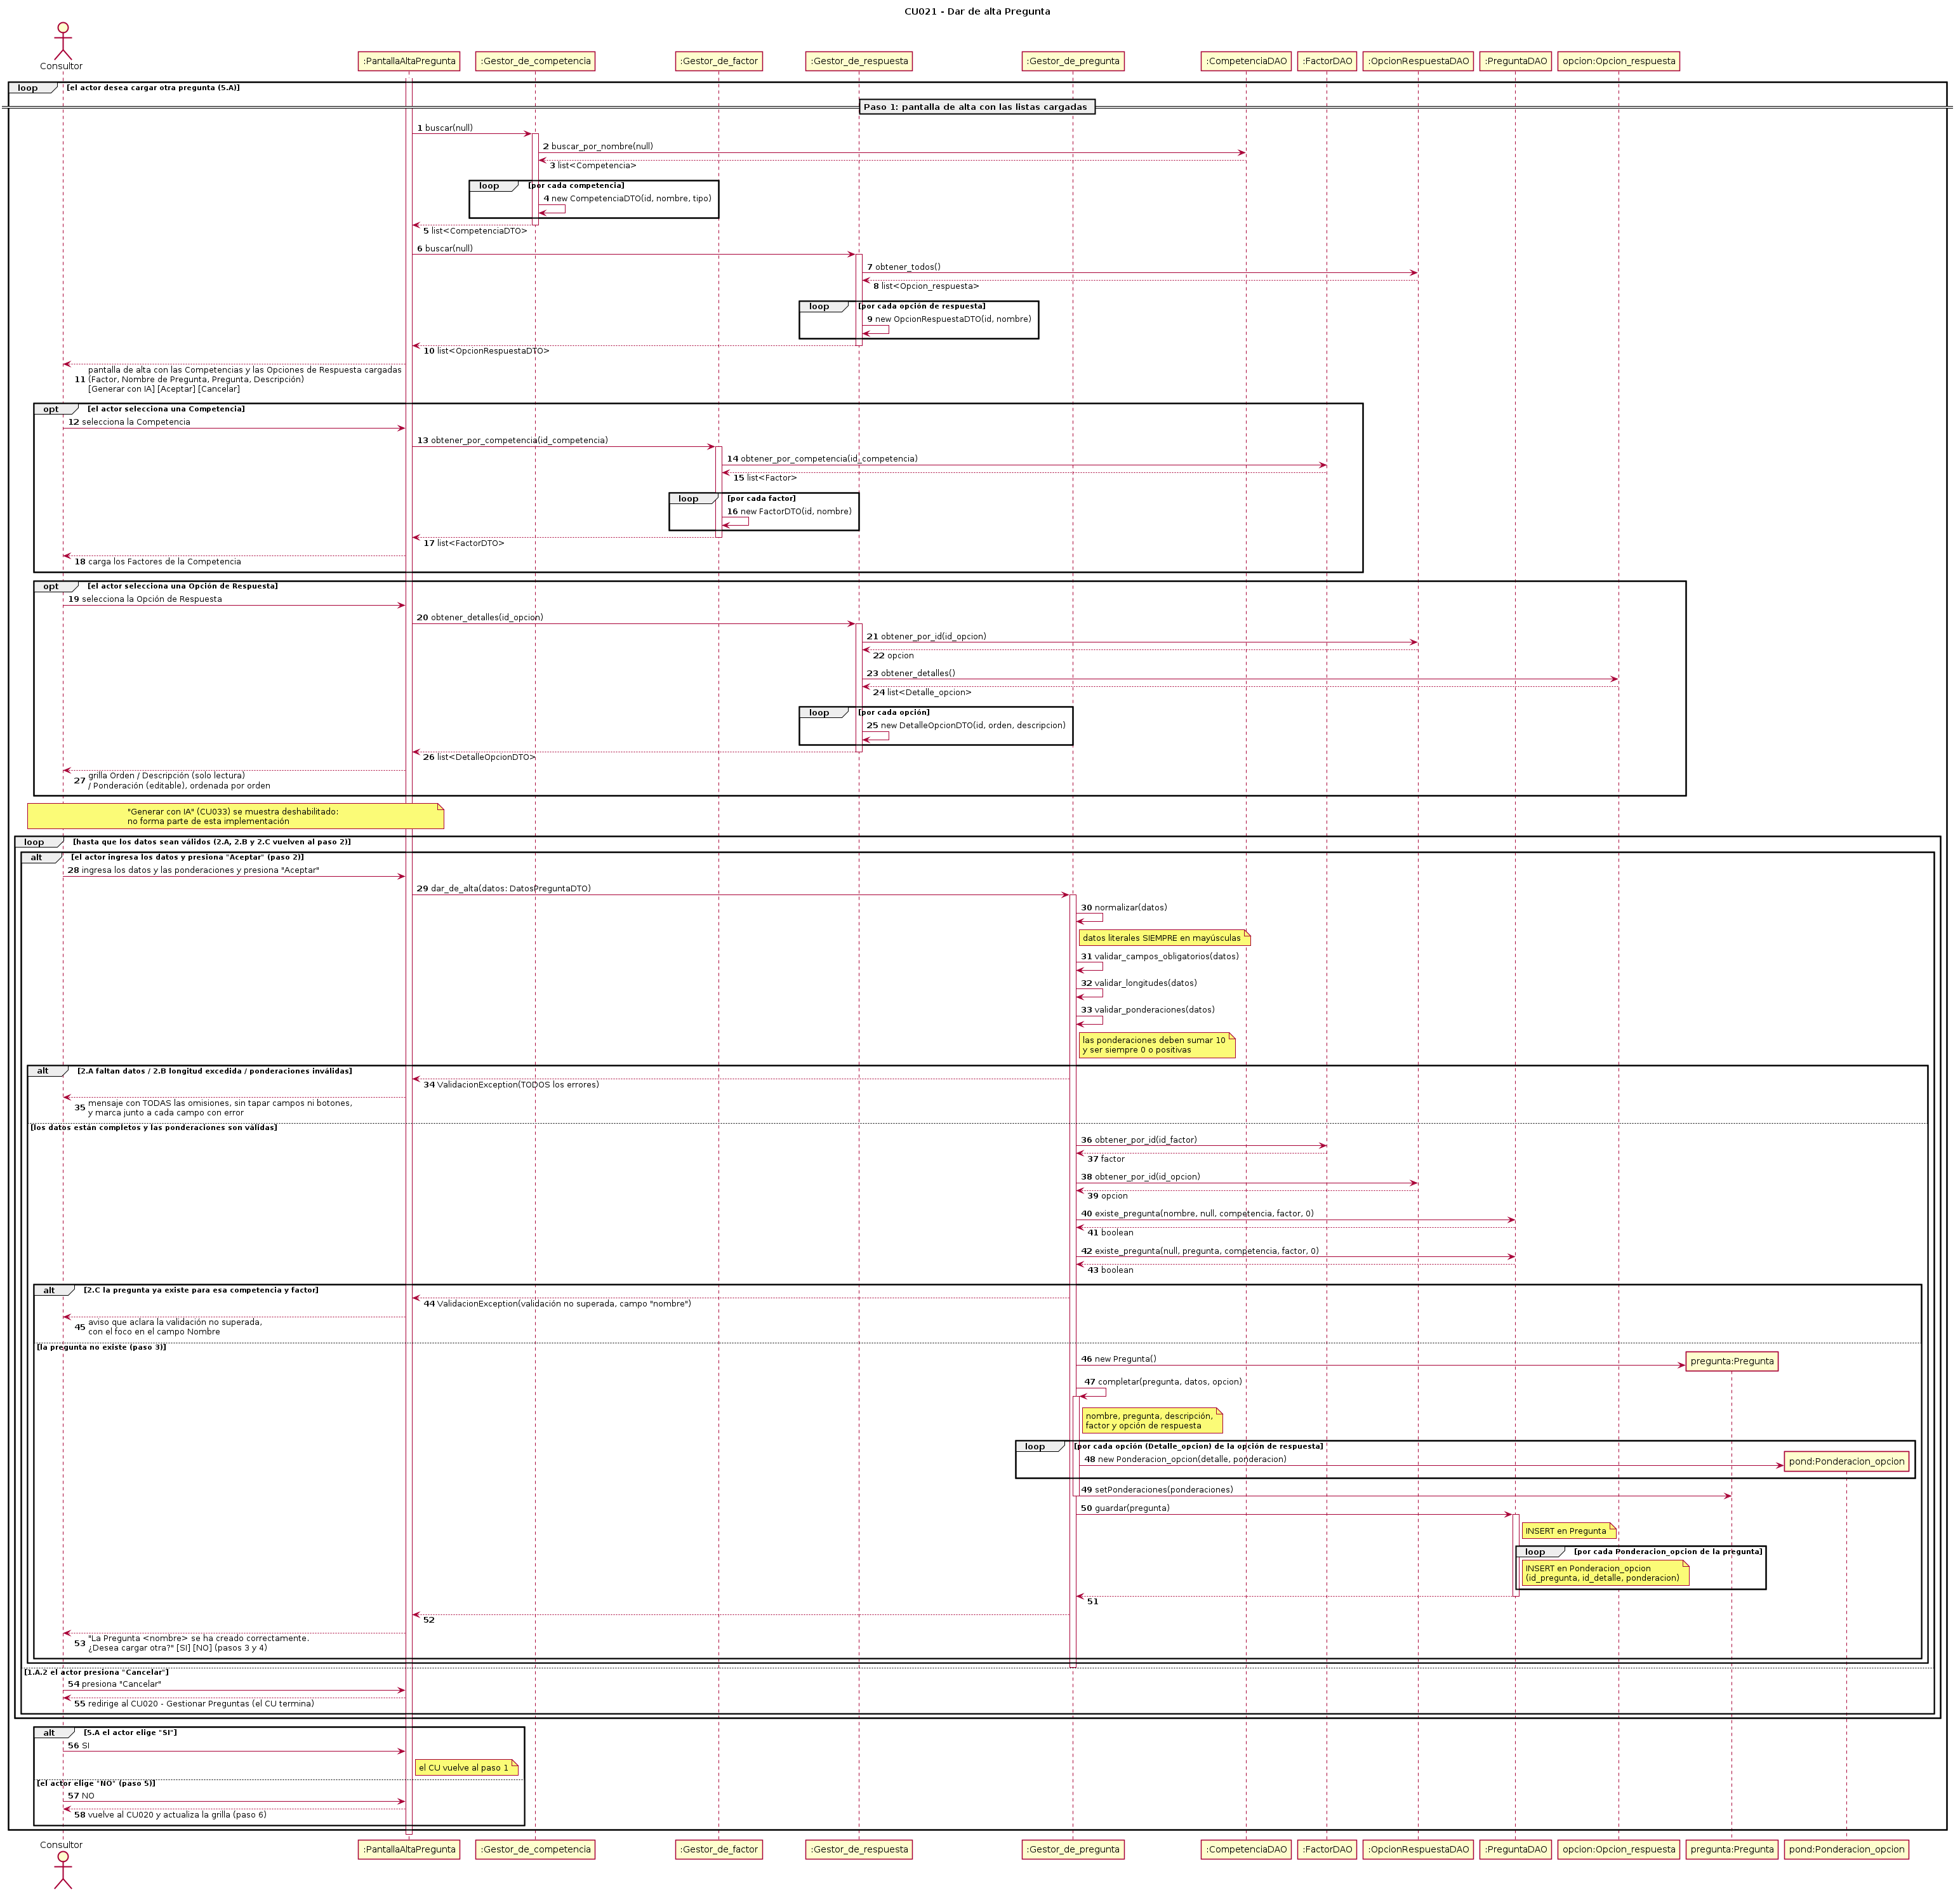 CU021 - Dar de alta Pregunta
Consultor
:PantallaAltaPregunta
:Gestor_de_competencia
:Gestor_de_factor
:Gestor_de_respuesta
:Gestor_de_pregunta
:CompetenciaDAO
:FactorDAO
:OpcionRespuestaDAO
:PreguntaDAO
opcion:Opcion_respuesta
loop [el actor desea cargar otra pregunta (5.A)]
Paso 1: pantalla de alta con las listas cargadas
1 buscar(null)
2 buscar_por_nombre(null)
3 list<Competencia>
loop [por cada competencia]
4 new CompetenciaDTO(id, nombre, tipo)
5 list<CompetenciaDTO>
6 buscar(null)
7 obtener_todos()
8 list<Opcion_respuesta>
loop [por cada opción de respuesta]
9 new OpcionRespuestaDTO(id, nombre)
10 list<OpcionRespuestaDTO>
pantalla de alta con las Competencias y las Opciones de Respuesta cargadas
11 (Factor, Nombre de Pregunta, Pregunta, Descripción)
[Generar con IA] [Aceptar] [Cancelar]
opt [el actor selecciona una Competencia]
12 selecciona la Competencia
13 obtener_por_competencia(id_competencia)
14 obtener_por_competencia(id_competencia)
15 list<Factor>
loop [por cada factor]
16 new FactorDTO(id, nombre)
17 list<FactorDTO>
18 carga los Factores de la Competencia
opt [el actor selecciona una Opción de Respuesta]
19 selecciona la Opción de Respuesta
20 obtener_detalles(id_opcion)
21 obtener_por_id(id_opcion)
22 opcion
23 obtener_detalles()
24 list<Detalle_opcion>
loop [por cada opción]
25 new DetalleOpcionDTO(id, orden, descripcion)
26 list<DetalleOpcionDTO>
27 grilla Orden / Descripción (solo lectura)
/ Ponderación (editable), ordenada por orden
"Generar con IA" (CU033) se muestra deshabilitado:
no forma parte de esta implementación
loop [hasta que los datos sean válidos (2.A, 2.B y 2.C vuelven al paso 2)]
alt [el actor ingresa los datos y presiona "Aceptar" (paso 2)]
28 ingresa los datos y las ponderaciones y presiona "Aceptar"
29 dar_de_alta(datos: DatosPreguntaDTO)
30 normalizar(datos)
datos literales SIEMPRE en mayúsculas
31 validar_campos_obligatorios(datos)
32 validar_longitudes(datos)
33 validar_ponderaciones(datos)
las ponderaciones deben sumar 10
y ser siempre 0 o positivas
alt [2.A faltan datos / 2.B longitud excedida / ponderaciones inválidas]
34 ValidacionException(TODOS los errores)
35 mensaje con TODAS las omisiones, sin tapar campos ni botones,
y marca junto a cada campo con error
[los datos están completos y las ponderaciones son válidas]
36 obtener_por_id(id_factor)
37 factor
38 obtener_por_id(id_opcion)
39 opcion
40 existe_pregunta(nombre, null, competencia, factor, 0)
41 boolean
42 existe_pregunta(null, pregunta, competencia, factor, 0)
43 boolean
alt [2.C la pregunta ya existe para esa competencia y factor]
44 ValidacionException(validación no superada, campo "nombre")
45 aviso que aclara la validación no superada,
con el foco en el campo Nombre
[la pregunta no existe (paso 3)]
46 new Pregunta()
pregunta:Pregunta
47 completar(pregunta, datos, opcion)
nombre, pregunta, descripción,
factor y opción de respuesta
loop [por cada opción (Detalle_opcion) de la opción de respuesta]
48 new Ponderacion_opcion(detalle, ponderacion)
pond:Ponderacion_opcion
49 setPonderaciones(ponderaciones)
50 guardar(pregunta)
INSERT en Pregunta
loop [por cada Ponderacion_opcion de la pregunta]
INSERT en Ponderacion_opcion
(id_pregunta, id_detalle, ponderacion)
51
52
53 "La Pregunta <nombre> se ha creado correctamente.
¿Desea cargar otra?" [SI] [NO] (pasos 3 y 4)
[1.A.2 el actor presiona "Cancelar"]
54 presiona "Cancelar"
55 redirige al CU020 - Gestionar Preguntas (el CU termina)
alt [5.A el actor elige "SI"]
56 SI
el CU vuelve al paso 1
[el actor elige "NO" (paso 5)]
57 NO
58 vuelve al CU020 y actualiza la grilla (paso 6)
Consultor
:PantallaAltaPregunta
:Gestor_de_competencia
:Gestor_de_factor
:Gestor_de_respuesta
:Gestor_de_pregunta
:CompetenciaDAO
:FactorDAO
:OpcionRespuestaDAO
:PreguntaDAO
opcion:Opcion_respuesta
pregunta:Pregunta
pond:Ponderacion_opcion